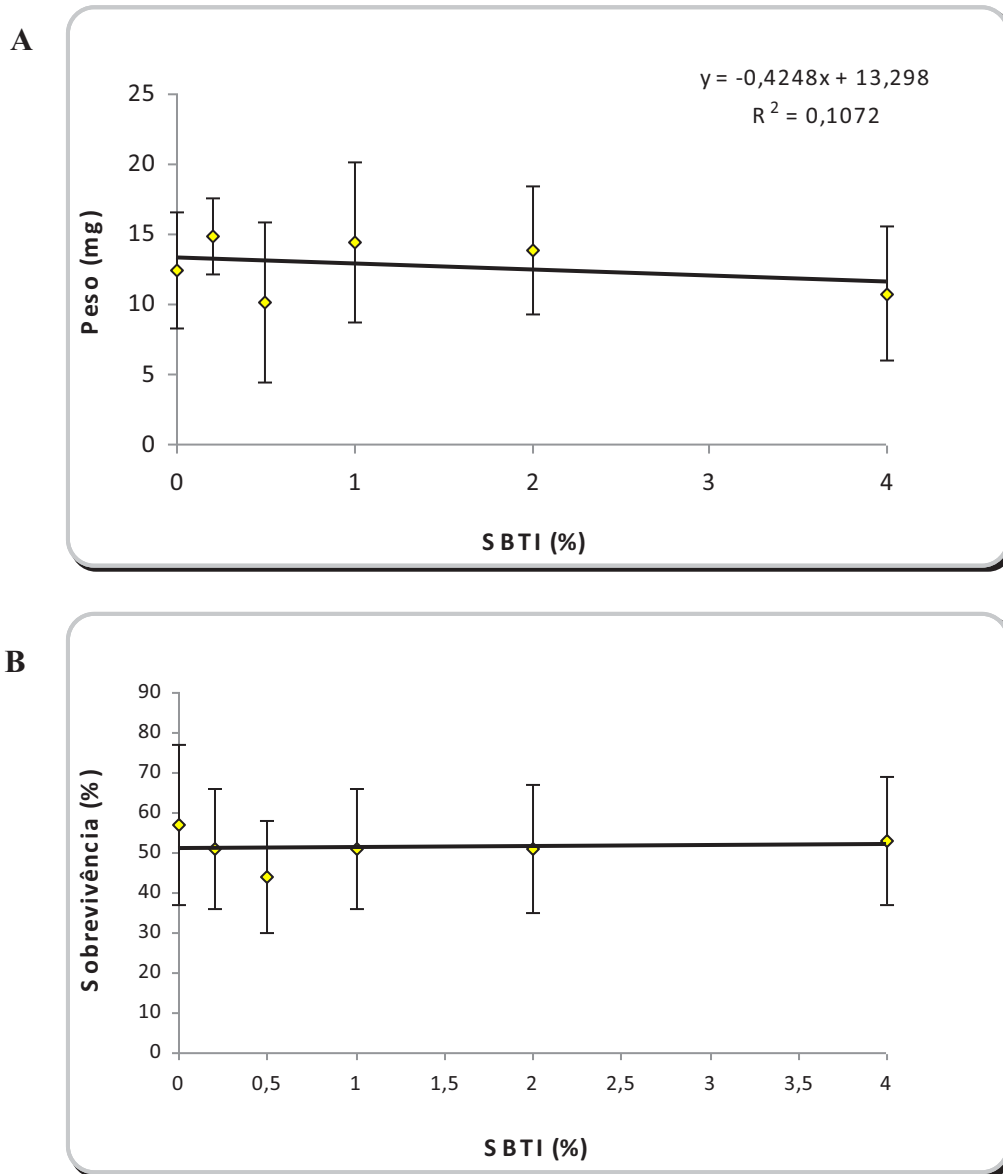 A
y = -0,4248x + 13,298
R² = 0,1072
25
20
15
10
5
0
Peso (mg)
0 1 2 3 4
SBTI (%)
B
90
80
70
60
50
40
30
20
10
0
Sobrevivência (%)
0 0,5 1 1,5 2 2,5 3 3,5 4
SBTI (%)